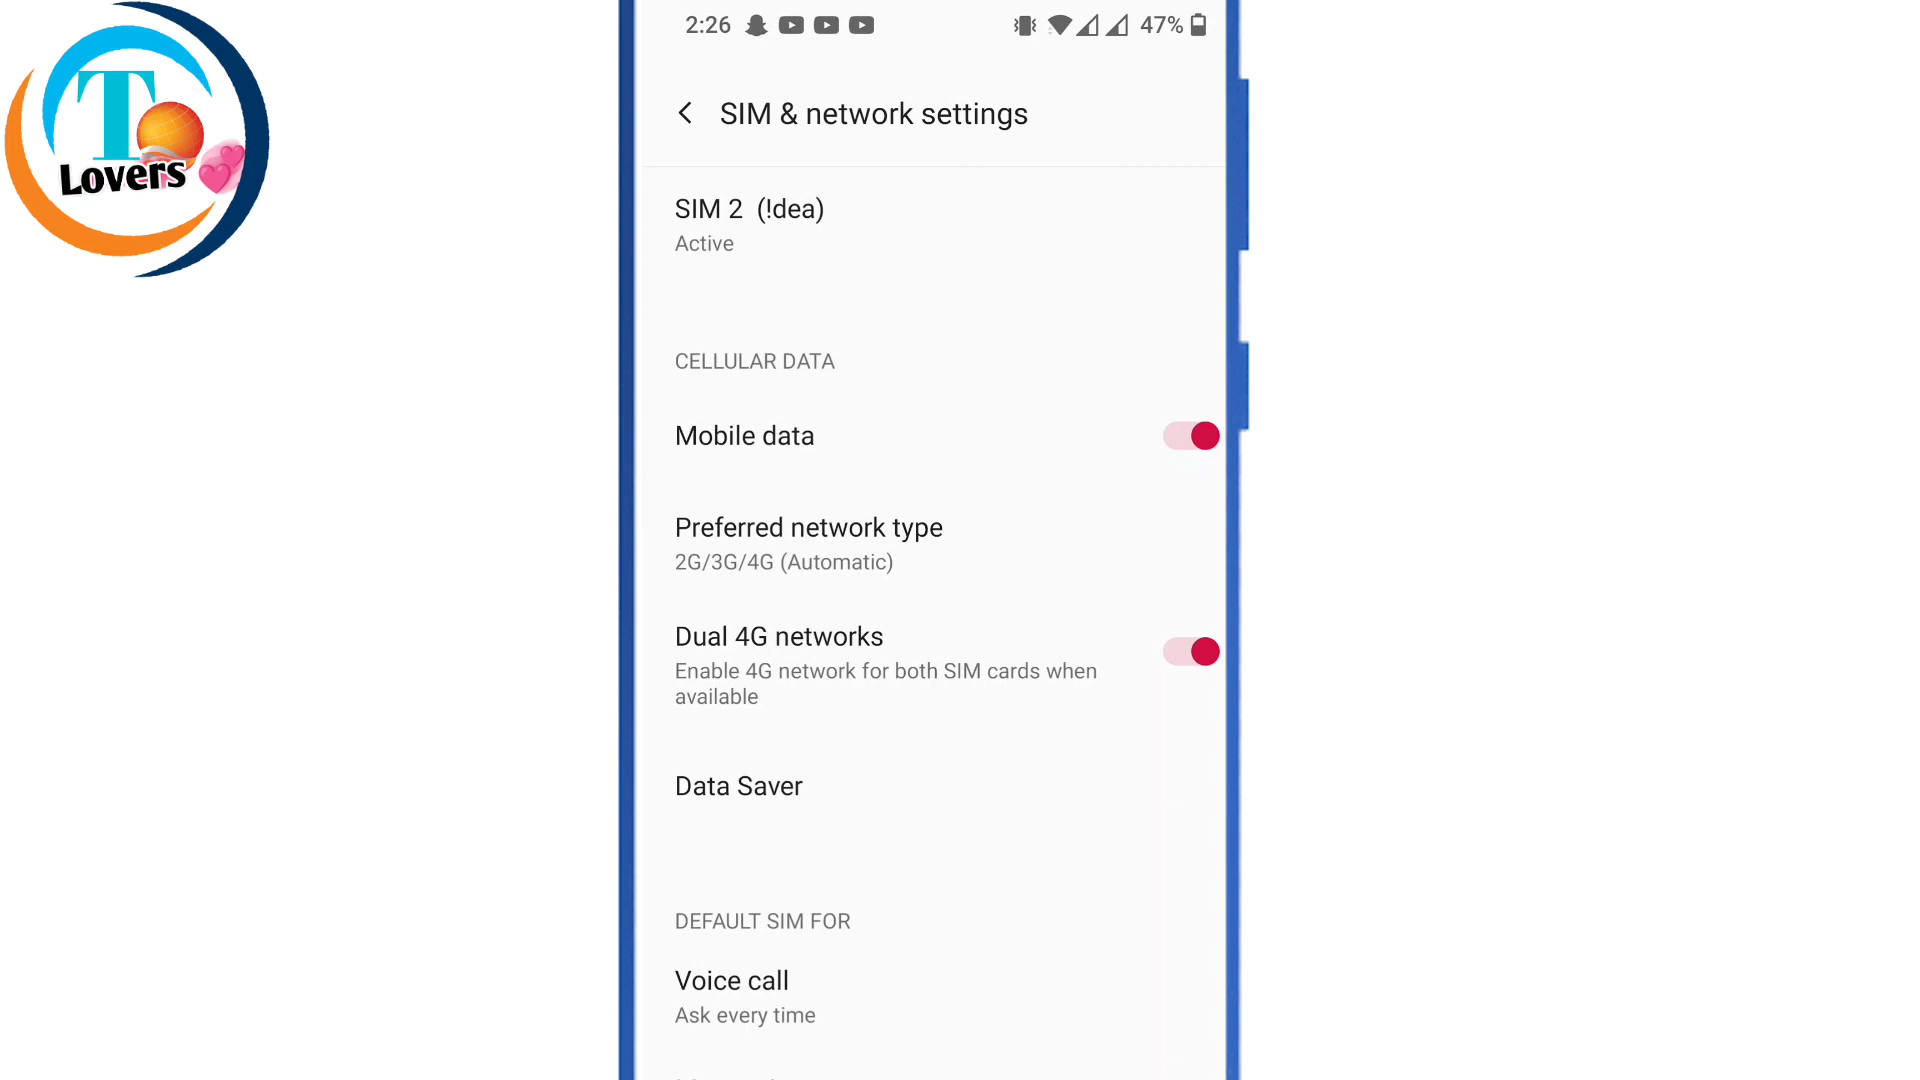 T
Lovers
2:26
47%
SIM & network settings
SIM 2  (!dea)
Active
CELLULAR DATA
Mobile data
Preferred network type
2G/3G/4G (Automatic)
Dual 4G networks
Enable 4G network for both SIM cards when
available
Data Saver
DEFAULT SIM FOR
Voice call
Ask every time